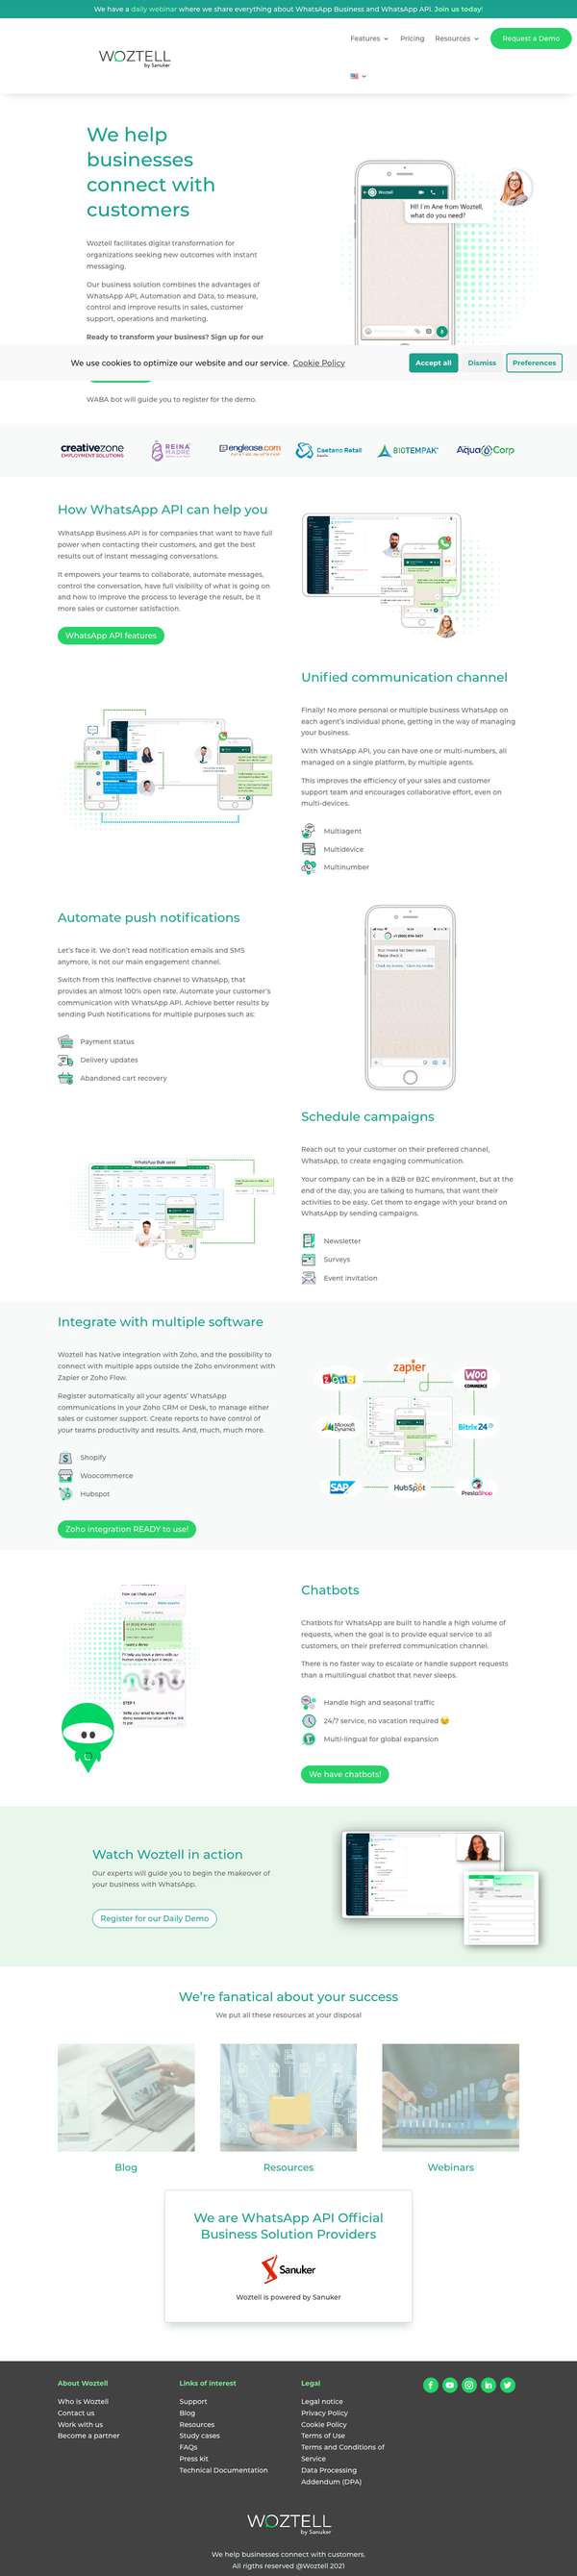 We have a daily webinar where we share everything about WhatsApp Business and WhatsApp API. Join us today!
Features
Pricing
Resources
Request a Demo
WOZTELL
by Sanuker
We help
businesses
connect with
customers
Woztell facilitates digital transformation for
organizations seeking new outcomes with instant
messaging.
Our business solution combines the advantages of
WhatsApp API, Automation and Data, to measure,
control and improve results in sales, customer
support, operations and marketing.
Ready to transform your business? Sign up for our
Hi! I'm Ane from Woztell,
what do you need?
We use cookies to optimize our website and our service. Cookie Policy
Accept all
Dismiss
Preferences
WABA bot will guide you to register for the demo.
creativezone
EMPLOYMENT SOLUTIONS
REINA
MADRE
englease.com
Caetano Retail
BIOTEMPAK
AquaCorp
How WhatsApp API can help you
WhatsApp Business API is for companies that want to have full
power when contacting their customers, and get the best
results out of instant messaging conversations.
It empowers your teams to collaborate, automate messages,
control the conversation, have full visibility of what is going on
and how to improve the process to leverage the result, be it
more sales or customer satisfaction.
WhatsApp API features
Unified communication channel
Finally! No more personal or multiple business WhatsApp on
each agent's individual phone, getting in the way of managing
your business.
With WhatsApp API, you can have one or multi-numbers, all
managed on a single platform, by multiple agents.
This improves the efficiency of your sales and customer
support team and encourages collaborative effort, even on
multi-devices.
Multiagent
Multidevice
Multinumber
Automate push notifications
Let's face it. We don't read notification emails and SMS
anymore, is not our main engagement channel.
Switch from this ineffective channel to WhatsApp, that
provides an almost 100% open rate. Automate your customer's
communication with WhatsApp API. Achieve better results by
sending Push Notifications for multiple purposes such as:
Payment status
Delivery updates
Abandoned cart recovery
Schedule campaigns
Reach out to your customer on their preferred channel,
WhatsApp, to create engaging communication.
Your company can be in a B2B or B2C environment, but at the
end of the day, you are talking to humans, that want their
activities to be easy. Get them to engage with your brand on
WhatsApp by sending campaigns.
Newsletter
Surveys
Event invitation
WhatsApp Bulk send
Integrate with multiple software
Woztell has Native integration with Zoho, and the possibility to
connect with multiple apps outside the Zoho environment with
Zapier or Zoho Flow.
Register automatically all your agents' WhatsApp
communications in your Zoho CRM or Desk, to manage either
sales or customer support. Create reports to have control of
your teams productivity and results. And, much, much more.
Shopify
Woocommerce
Hubspot
Zoho integration READY to use!
ZOHO
zapier
WOO
COMMERCE
Microsoft
Dynamics
Bitrix24
SAP
HubSpot
PrestaShop
Chatbots
Chatbots for WhatsApp are built to handle a high volume of
requests, when the goal is to provide equal service to all
customers, on their preferred communication channel.
There is no faster way to escalate or handle support requests
than a multilingual chatbot that never sleeps.
Handle high and seasonal traffic
24/7 service, no vacation required 😉
Multi-lingual for global expansion
We have chatbots!
STEP 1
Watch Woztell in action
Our experts will guide you to begin the makeover of
your business with WhatsApp.
Register for our Daily Demo
We're fanatical about your success
We put all these resources at your disposal
Blog
Resources
Webinars
We are WhatsApp API Official
Business Solution Providers
Sanuker
Woztell is powered by Sanuker
About Woztell
Who is Woztell
Contact us
Work with us
Become a partner
Links of interest
Support
Blog
Resources
Study cases
FAQs
Press kit
Technical Documentation
Legal
Legal notice
Privacy Policy
Cookie Policy
Terms of Use
Terms and Conditions of
Service
Data Processing
Addendum (DPA)
WOZTELL
by Sanuker
We help businesses connect with customers.
All rigths reserved @Woztell 2021